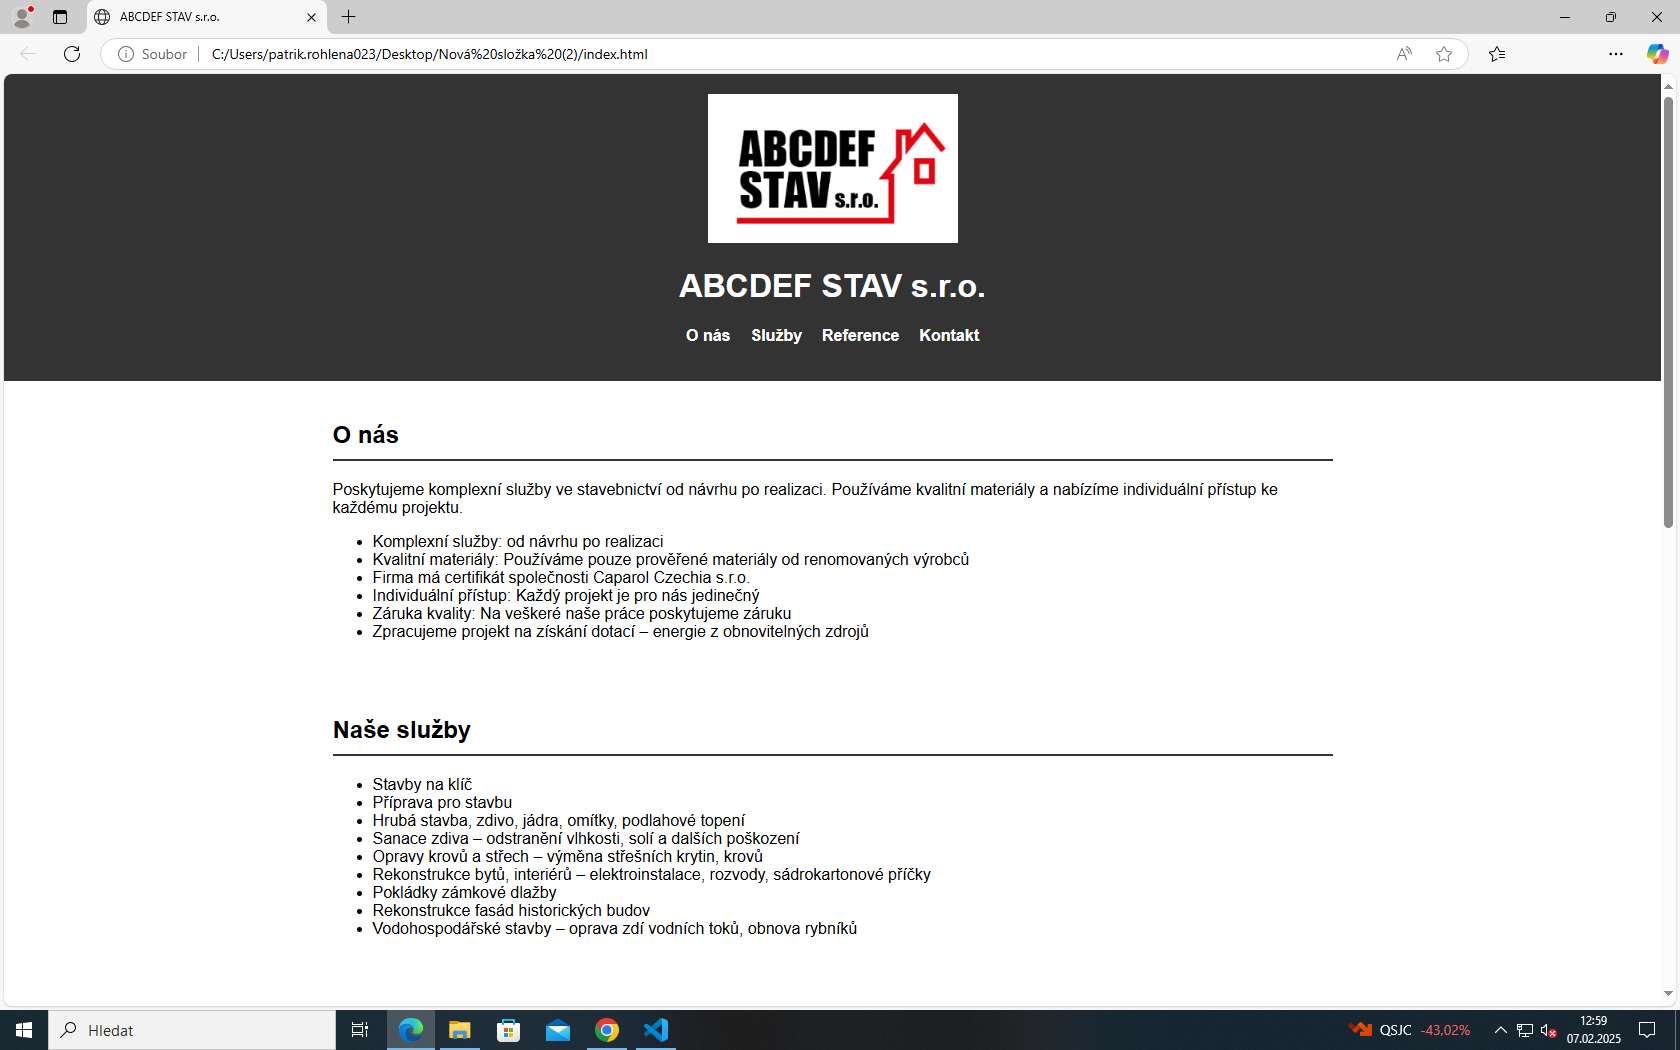 ABCDEF STAV s.r.o.
Soubor
C:/Users/patrik.rohlena023/Desktop/Nová%20složka%20(2)/index.html
ABCDEF
STAV s.r.o.
ABCDEF STAV s.r.o.
O nás Služby Reference Kontakt
O nás
Poskytujeme komplexní služby ve stavebnictví od návrhu po realizaci. Používáme kvalitní materiály a nabízíme individuální přístup ke
každému projektu.
• Komplexní služby: od návrhu po realizaci
• Kvalitní materiály: Používáme pouze prověřené materiály od renomovaných výrobců
• Firma má certifikát společnosti Caparol Czechia s.r.o.
• Individuální přístup: Každý projekt je pro nás jedinečný
• Záruka kvality: Na veškeré naše práce poskytujeme záruku
• Zpracujeme projekt na získání dotací – energie z obnovitelných zdrojů
Naše služby
• Stavby na klíč
• Příprava pro stavbu
• Hrubá stavba, zdivo, jádra, omítky, podlahové topení
• Sanace zdiva – odstranění vlhkosti, solí a dalších poškození
• Opravy krovů a střech – výměna střešních krytin, krovů
• Rekonstrukce bytů, interiérů – elektroinstalace, rozvody, sádrokartonové příčky
• Pokládky zámkové dlažby
• Rekonstrukce fasád historických budov
• Vodohospodářské stavby – oprava zdí vodních toků, obnova rybníků
Hledat
QSJC -43,02%
12:59
07.02.2025